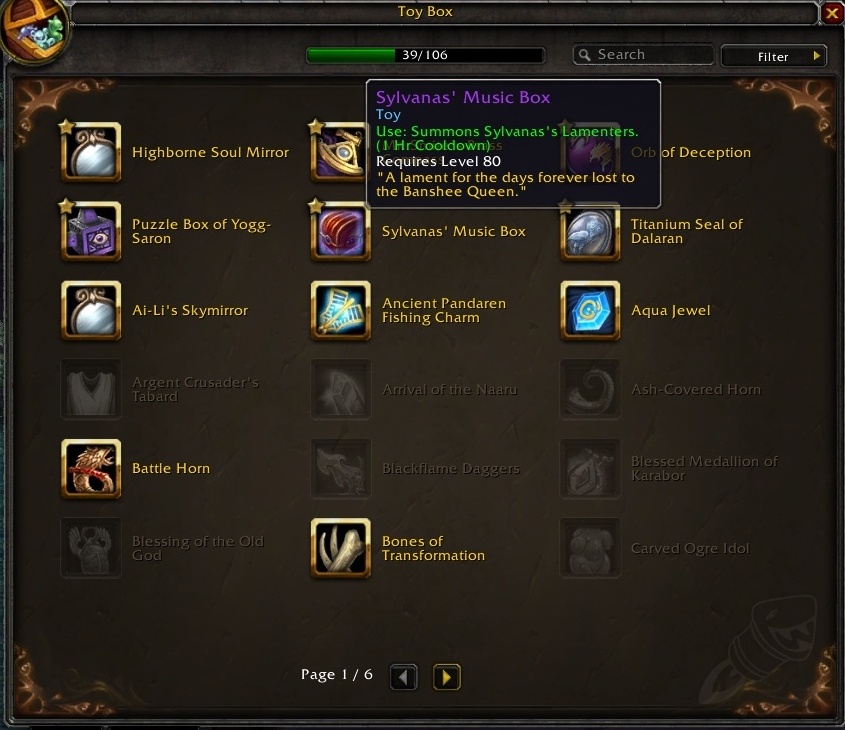 Toy Box
39/106
Search
Filter
Sylvanas' Music Box
Toy
Use: Summons Sylvanas's Lamenters.
(1 Hr Cooldown)
Requires Level 80
"A lament for the days forever lost to
the Banshee Queen."
Highborne Soul Mirror
Orb of Deception
Puzzle Box of Yogg-
Saron
Sylvanas' Music Box
Titanium Seal of
Dalaran
Ai-Li's Skymirror
Ancient Pandaren
Fishing Charm
Aqua Jewel
Argent Crusader's
Tabard
Arrival of the Naaru
Ash-Covered Horn
Battle Horn
Blackflame Daggers
Blessed Medallion of
Karabor
Blessing of the Old
God
Bones of
Transformation
Carved Ogre Idol
Page 1 / 6